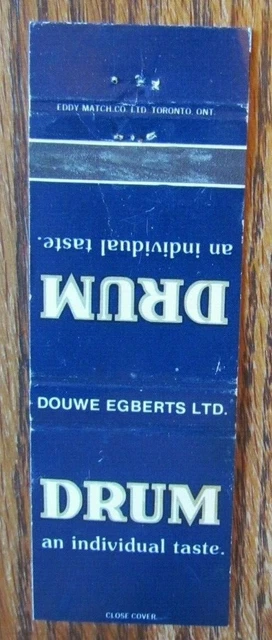 EDDY MATCH CO. LTD. TORONTO. ONT.
an individual taste.
DRUM
DOUWE EGBERTS LTD.
DRUM
an individual taste.
CLOSE COVER